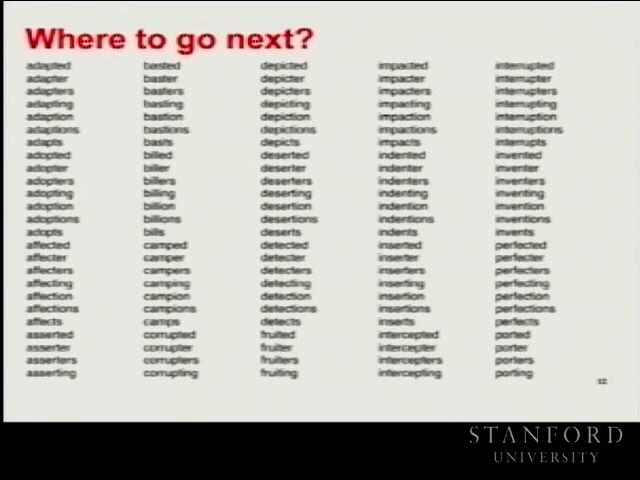 Where to go next?
adapted basted depicted impacted interrupted
adapter baster depicter impacter interrupter
adapters basters depicters impacters interrupters
adapting basting depicting impacting interrupting
adaption bastion depiction impaction interruption
adaptions bastions depictions impactions interruptions
adapts basts depicts impacts interrupts
adopted billed deserted indented invented
adopter biller deserter indenter inventer
adopters billers deserters indenters inventers
adopting billing deserting indenting inventing
adoption billion desertion indention invention
adoptions billions desertions indentions inventions
adopts bills deserts indents invents
affected camped detected inserted perfected
affecter camper detecter inserter perfecter
affecters campers detecters inserters perfecters
affecting camping detecting inserting perfecting
affection campion detection insertion perfection
affections campions detections insertions perfections
affects camps detects inserts perfects
asserted corrupted fruited intercepted ported
asserter corrupter fruiter intercepter porter
asserters corrupters fruiters intercepters porters
asserting corrupting fruiting intercepting porting
12
STANFORD
UNIVERSITY